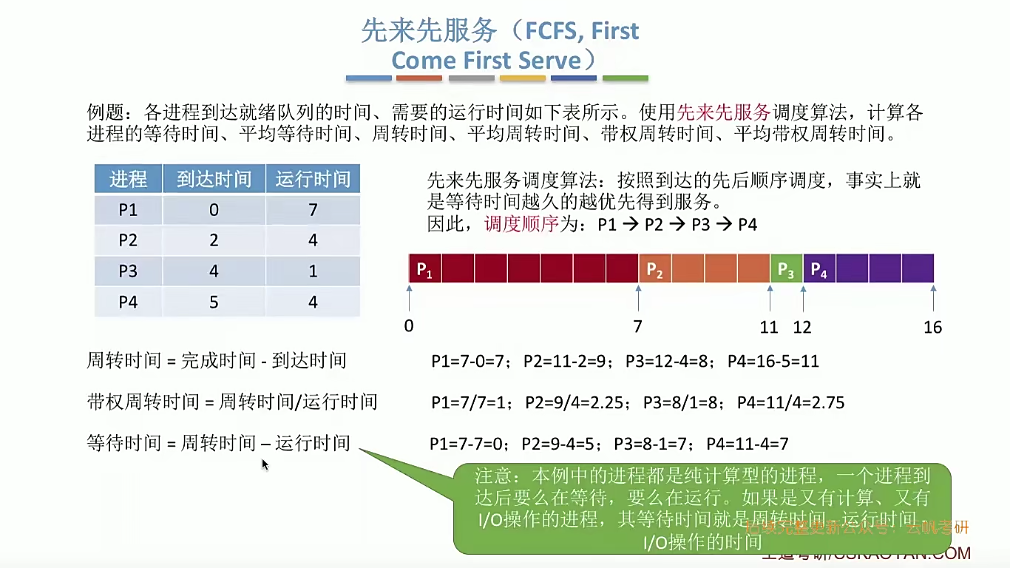 先来先服务（FCFS, First
Come First Serve）
例题：各进程到达就绪队列的时间、需要的运行时间如下表所示。使用先来先服务调度算法，计算各
进程的等待时间、平均等待时间、周转时间、平均周转时间、带权周转时间、平均带权周转时间。
进程 到达时间 运行时间
P1 0 7
P2 2 4
P3 4 1
P4 5 4
先来先服务调度算法：按照到达的先后顺序调度，事实上就
是等待时间越久的越优先得到服务。
因此，调度顺序为：P1 → P2 → P3 → P4
P1 P2 P3 P4
0 7 11 12 16
周转时间 = 完成时间 - 到达时间 P1=7-0=7；P2=11-2=9；P3=12-4=8；P4=16-5=11
带权周转时间 = 周转时间/运行时间 P1=7/7=1；P2=9/4=2.25；P3=8/1=8；P4=11/4=2.75
等待时间 = 周转时间 – 运行时间 P1=7-7=0；P2=9-4=5；P3=8-1=7；P4=11-4=7
注意：本例中的进程都是纯计算型的进程，一个进程到
达后要么在等待，要么在运行。如果是又有计算、又有
I/O操作的进程，其等待时间就是周转时间 运行时间
I/O操作的时间
云帆考研
王道考研/CSKAOYAN.COM